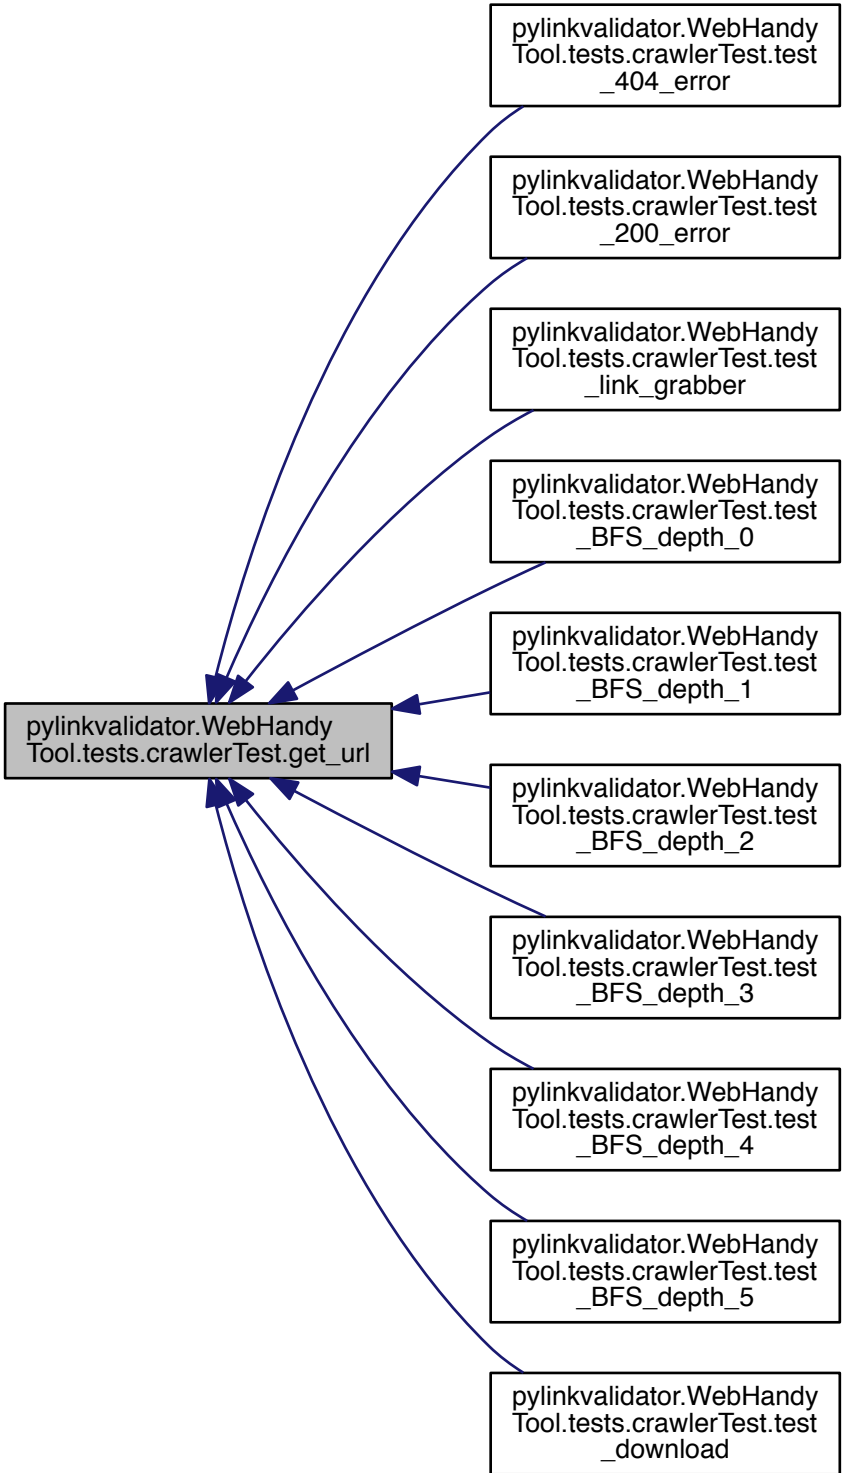 pylinkvalidator.WebHandy
Tool.tests.crawlerTest.test
_404_error
pylinkvalidator.WebHandy
Tool.tests.crawlerTest.test
_200_error
pylinkvalidator.WebHandy
Tool.tests.crawlerTest.test
_link_grabber
pylinkvalidator.WebHandy
Tool.tests.crawlerTest.test
_BFS_depth_0
pylinkvalidator.WebHandy
Tool.tests.crawlerTest.test
_BFS_depth_1
pylinkvalidator.WebHandy
Tool.tests.crawlerTest.get_url
pylinkvalidator.WebHandy
Tool.tests.crawlerTest.test
_BFS_depth_2
pylinkvalidator.WebHandy
Tool.tests.crawlerTest.test
_BFS_depth_3
pylinkvalidator.WebHandy
Tool.tests.crawlerTest.test
_BFS_depth_4
pylinkvalidator.WebHandy
Tool.tests.crawlerTest.test
_BFS_depth_5
pylinkvalidator.WebHandy
Tool.tests.crawlerTest.test
_download